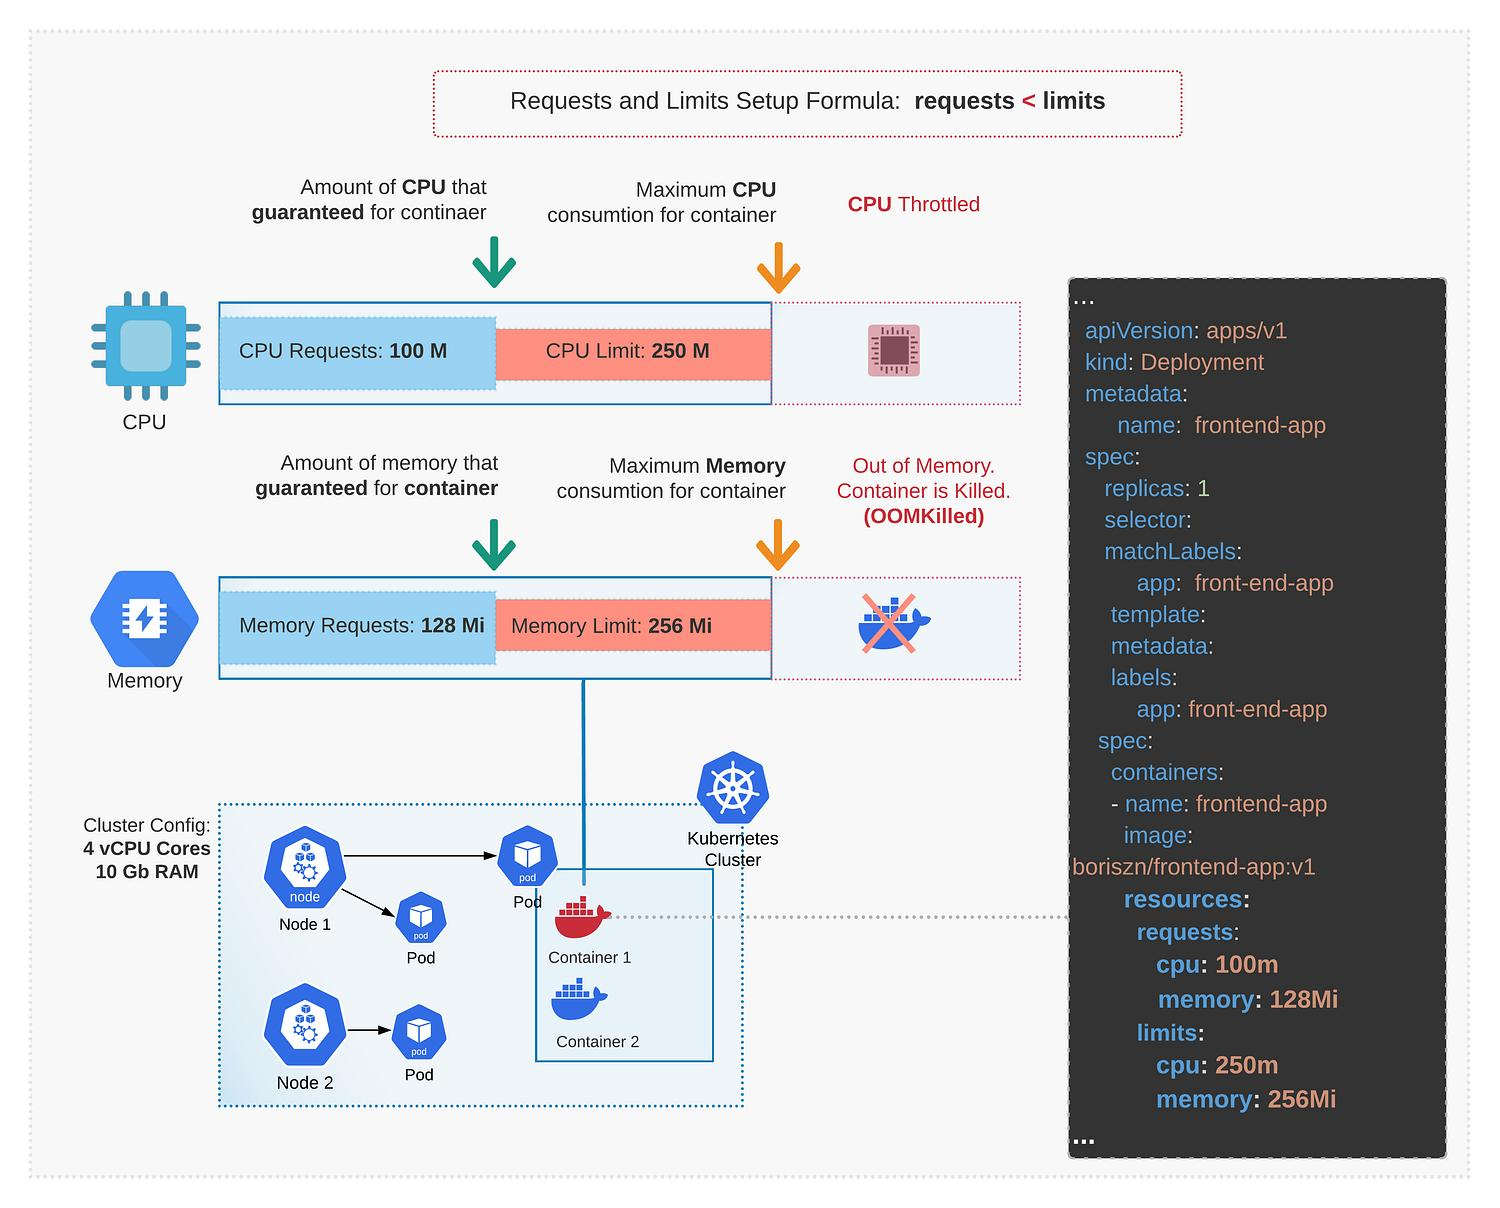 Requests and Limits Setup Formula: requests < limits
Amount of CPU that
guaranteed for continaer
Maximum CPU
consumtion for container
CPU Throttled
CPU Requests: 100 M
CPU Limit: 250 M
CPU
Amount of memory that
guaranteed for container
Maximum Memory
consumtion for container
Out of Memory.
Container is Killed.
(OOMKilled)
Memory Requests: 128 Mi
Memory Limit: 256 Mi
Memory
Cluster Config:
4 vCPU Cores
10 Gb RAM
Kubernetes
Cluster
node
Node 1
pod
Pod
pod
Pod
Node 2
pod
Pod
Container 1
Container 2
...
apiVersion: apps/v1
kind: Deployment
metadata:
name: frontend-app
spec:
replicas: 1
selector:
matchLabels:
app: front-end-app
template:
metadata:
labels:
app: front-end-app
spec:
containers:
- name: frontend-app
image:
boriszn/frontend-app:v1
resources:
requests:
cpu: 100m
memory: 128Mi
limits:
cpu: 250m
memory: 256Mi
...